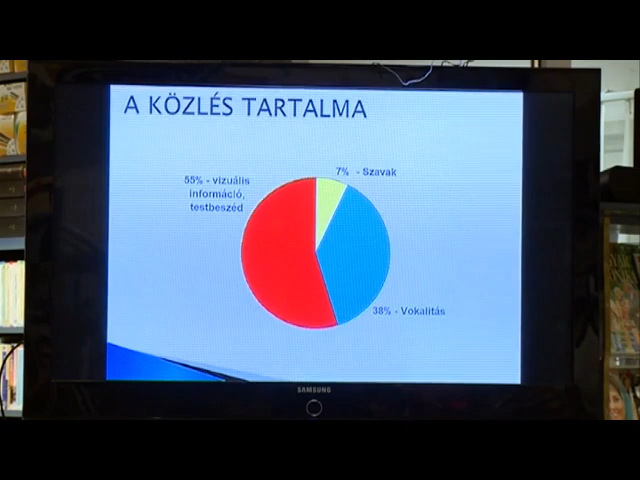 A KÖZLÉS TARTALMA
7% - Szavak
55% - vizuális
információ,
testbeszéd
38% - Vokalitás
SAMSUNG